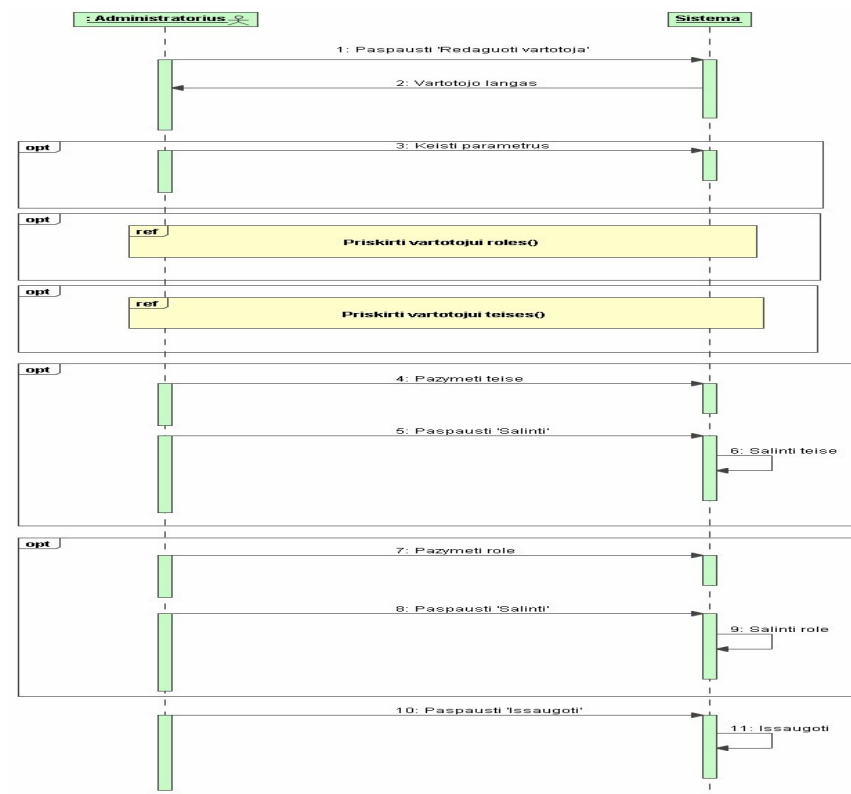 : Administratorius
Sistema
1: Paspausti 'Redaguoti vartotoja'
2: Vartotojo langas
opt
3: Keisti parametrus
opt
ref
Priskirti vartotojui roles()
opt
ref
Priskirti vartotojui teises()
opt
4: Pazymeti teise
5: Paspausti 'Salinti'
6: Salinti teise
opt
7: Pazymeti role
8: Paspausti 'Salinti'
9: Salinti role
10: Paspausti 'Issaugoti'
11: Issaugoti